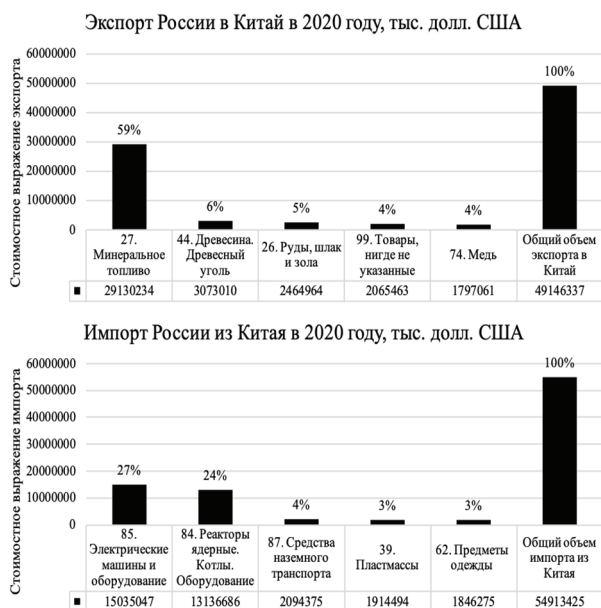 Экспорт России в Китай в 2020 году, тыс. долл. США
Стоимостное выражение экспорта
60000000
50000000
40000000
30000000
20000000
10000000
0
59%
6%
5%
4%
4%
100%
27. Минеральное топливо
44. Древесина. Древесный уголь
26. Руды, шлак и зола
99. Товары, нигде не указанные
74. Медь
Общий объем экспорта в Китай
29130234 3073010 2464964 2065463 1797061 49146337
Импорт России из Китая в 2020 году, тыс. долл. США
Стоимостное выражение импорта
60000000
50000000
40000000
30000000
20000000
10000000
0
27%
24%
4%
3%
3%
100%
85. Электрические машины и оборудование
84. Реакторы ядерные. Котлы. Оборудование
87. Средства наземного транспорта
39. Пластмассы
62. Предметы одежды
Общий объем импорта из Китая
15035047 13136686 2094375 1914494 1846275 54913425